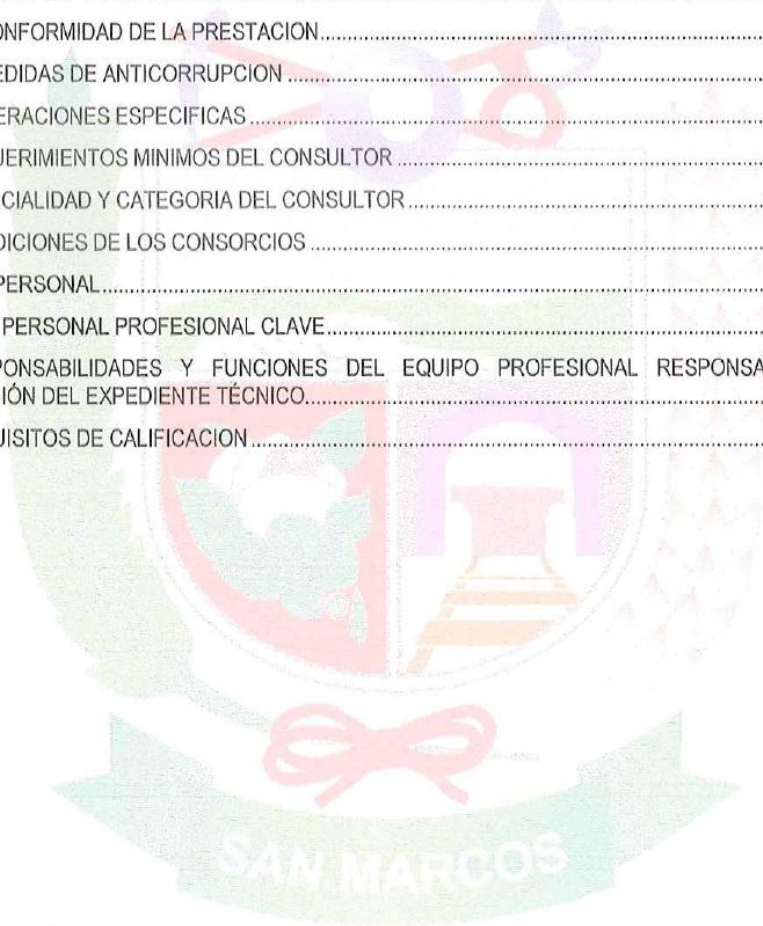 ONFORMIDAD DE LA PRESTACION
EDIDAS DE ANTICORRUPCION
ERACIONES ESPECIFICAS
UERIMIENTOS MINIMOS DEL CONSULTOR
CIALIDAD Y CATEGORIA DEL CONSULTOR
DICIONES DE LOS CONSORCIOS
PERSONAL
PERSONAL PROFESIONAL CLAVE
PONSABILIDADES Y FUNCIONES DEL EQUIPO PROFESIONAL RESPONSA
IÓN DEL EXPEDIENTE TÉCNICO
UISITOS DE CALIFICACION
SAN MARCOS